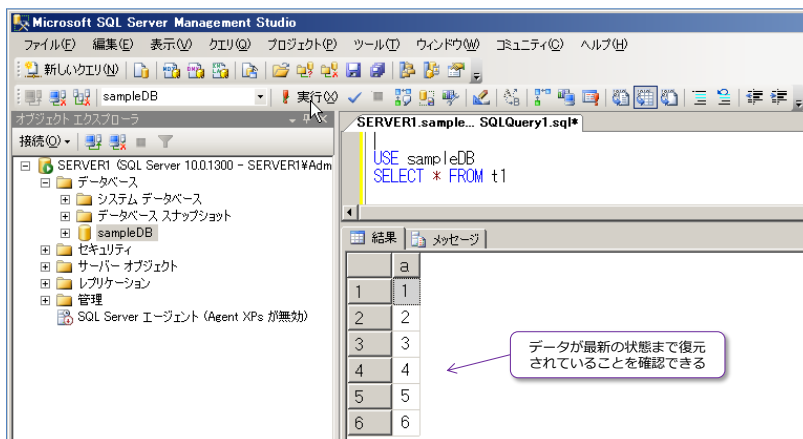 Microsoft SQL Server Management Studio
ファイル(F) 編集(E) 表示(V) クエリ(Q) プロジェクト(P) ツール(T) ウィンドウ(W) コミュニティ(C) ヘルプ(H)
新しいクエリ(N)
sampleDB 実行(X)
オブジェクト エクスプローラ
SERVER1.sample... SQLQuery1.sql*
接続(O)
SERVER1 (SQL Server 10.0.1300 - SERVER1¥Adm
データベース
システム データベース
データベース スナップショット
sampleDB
セキュリティ
サーバー オブジェクト
レプリケーション
管理
SQL Server エージェント (Agent XPs が無効)
USE sampleDB
SELECT * FROM t1
結果 メッセージ
a
1 1
2 2
3 3
4 4
5 5
6 6
データが最新の状態まで復元
されていることを確認できる